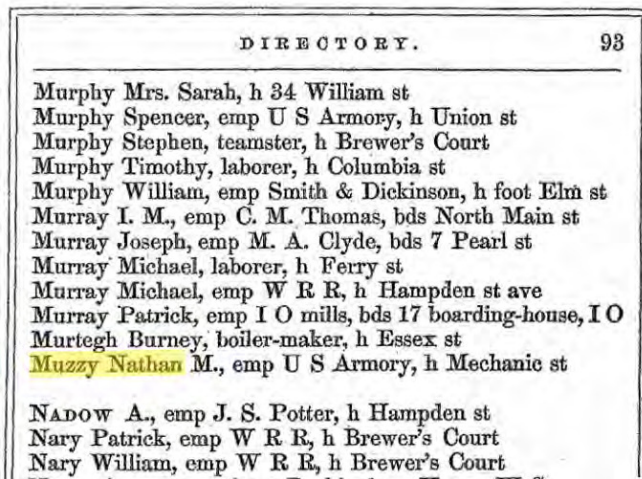 DIRECTORY. 93
Murphy Mrs. Sarah, h 34 William st
Murphy Spencer, emp U S Armory, h Union st
Murphy Stephen, teamster, h Brewer's Court
Murphy Timothy, laborer, h Columbia st
Murphy William, emp Smith & Dickinson, h foot Elm st
Murray I. M., emp C. M. Thomas, bds North Main st
Murray Joseph, emp M. A. Clyde, bds 7 Pearl st
Murray Michael, laborer, h Ferry st
Murray Michael, emp W R R, h Hampden st ave
Murray Patrick, emp I O mills, bds 17 boarding-house, I O
Murtegh Burney, boiler-maker, h Essex st
Muzzy Nathan M., emp U S Armory, h Mechanic st
NADOW A., emp J. S. Potter, h Hampden st
Nary Patrick, emp W R R, h Brewer's Court
Nary William, emp W R R, h Brewer's Court